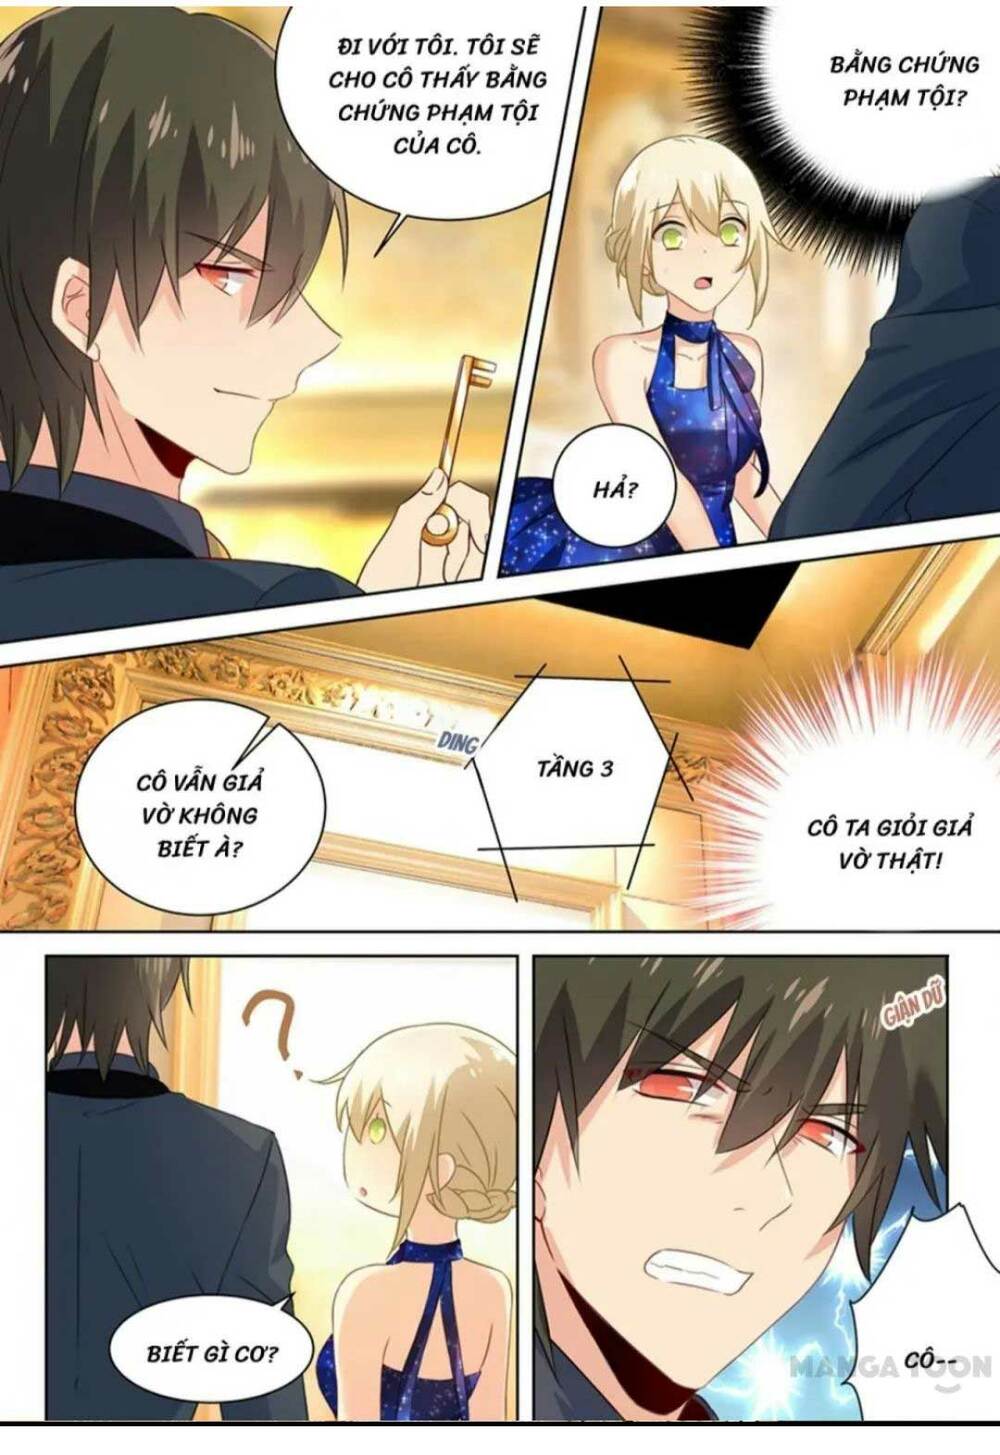 ĐI VỚI TÔI. TÔI SẼ
CHO CÔ THẤY BẰNG
CHỨNG PHẠM TỘI
CỦA CÔ.
BẰNG CHỨNG
PHẠM TỘI?
HẢ?
CÔ VẪN GIẢ
VỜ KHÔNG
BIẾT À?
DING
TẦNG 3
CÔ TA GIỎI GIẢ
VỜ THẬT!
BIẾT GÌ CƠ?
GIẬN DỮ
CÔ--
MANGATOON